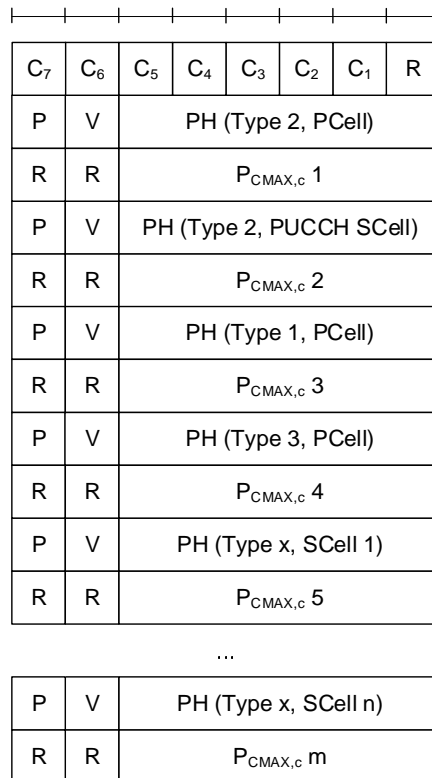 C7 C6 C5 C4 C3 C2 C1 R
P V PH (Type 2, PCell)
R R PCMAX,c 1
P V PH (Type 2, PUCCH SCell)
R R PCMAX,c 2
P V PH (Type 1, PCell)
R R PCMAX,c 3
P V PH (Type 3, PCell)
R R PCMAX,c 4
P V PH (Type x, SCell 1)
R R PCMAX,c 5
...
P V PH (Type x, SCell n)
R R PCMAX,c m